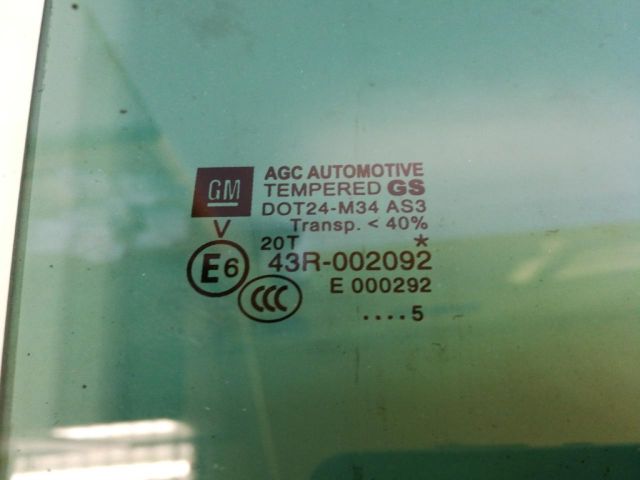 GM
AGC AUTOMOTIVE
TEMPERED GS
DOT24-M34 AS3
V
Transp. < 40%
20T *
E6
43R-002092
CCC
E 000292
....5